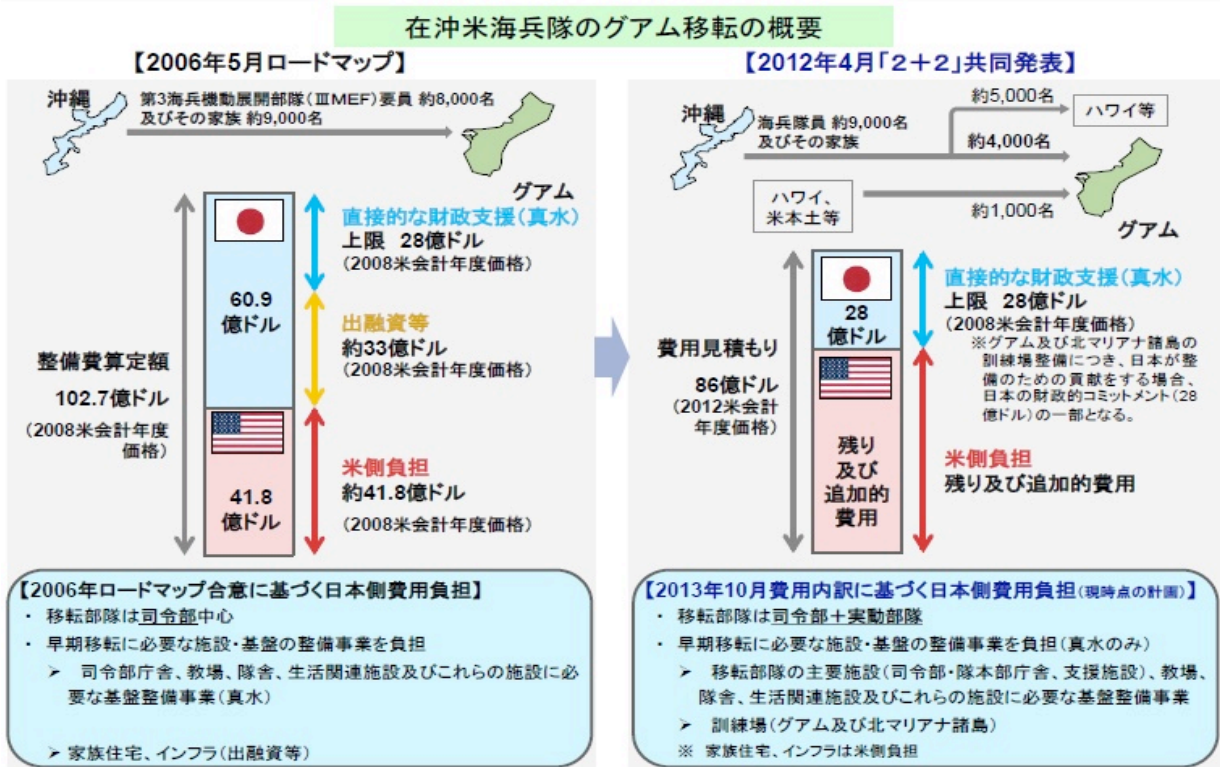 在沖米海兵隊のグアム移転の概要
【2006年5月ロードマップ】
沖縄
第3海兵機動展開部隊(ⅢMEF)要員 約8,000名
及びその家族 約9,000名
グアム
直接的な財政支援(真水)
上限 28億ドル
(2008米会計年度価格)
60.9
億ドル
出融資等
約33億ドル
(2008米会計年度価格)
整備費算定額
102.7億ドル
(2008米会計年度
価格)
米側負担
約41.8億ドル
(2008米会計年度価格)
41.8
億ドル
【2006年ロードマップ合意に基づく日本側費用負担】
・ 移転部隊は司令部中心
・ 早期移転に必要な施設・基盤の整備事業を負担
➢ 司令部庁舎、教場、隊舎、生活関連施設及びこれらの施設に必
要な基盤整備事業(真水)
➢ 家族住宅、インフラ(出融資等)
【2012年4月「2+2」共同発表】
沖縄
海兵隊員 約9,000名
及びその家族
約5,000名
ハワイ等
約4,000名
ハワイ、
米本土等
約1,000名
グアム
直接的な財政支援(真水)
上限 28億ドル
(2008米会計年度価格)
※グアム及び北マリアナ諸島の
訓練場整備につき、日本が整
備のための貢献をする場合、
日本の財政的コミットメント(28
億ドル)の一部となる。
28
億ドル
費用見積もり
86億ドル
(2012米会計
年度価格)
残り
及び
追加的
費用
米側負担
残り及び追加的費用
【2013年10月費用内訳に基づく日本側費用負担(現時点の計画)】
・ 移転部隊は司令部+実動部隊
・ 早期移転に必要な施設・基盤の整備事業を負担(真水のみ)
➢ 移転部隊の主要施設(司令部・隊本部庁舎、支援施設)、教場、
隊舎、生活関連施設及びこれらの施設に必要な基盤整備事業
➢ 訓練場(グアム及び北マリアナ諸島)
※ 家族住宅、インフラは米側負担